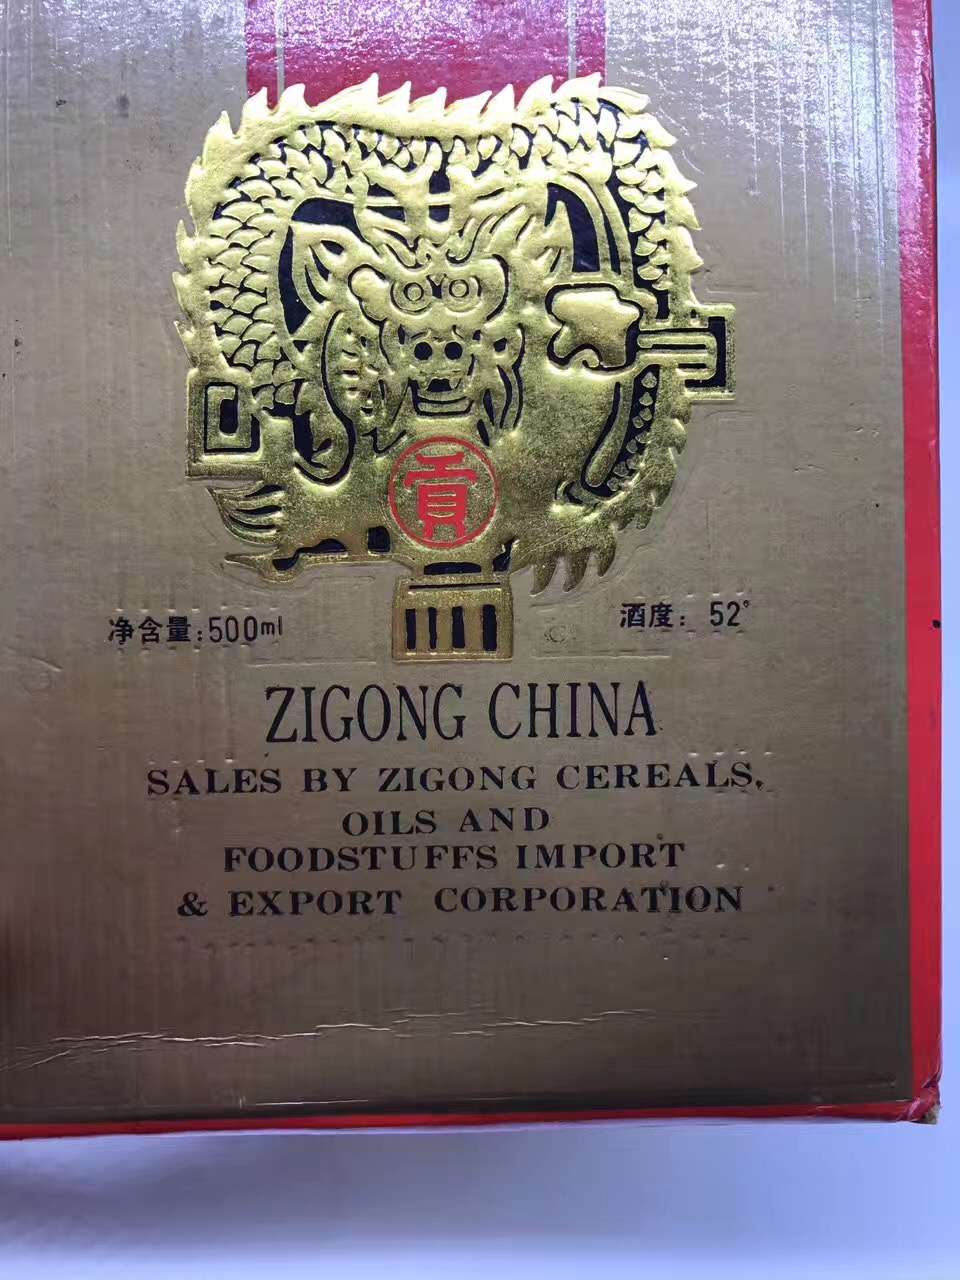 貢
净含量:500ml
酒度: 52°
ZIGONG CHINA
SALES BY ZIGONG CEREALS,
OILS AND
FOODSTUFFS IMPORT
& EXPORT CORPORATION